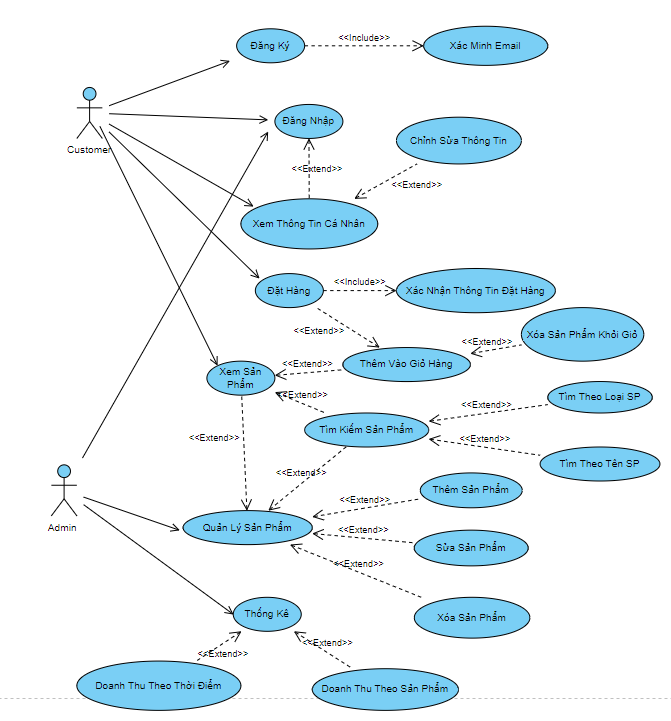 Đăng Ký
<<Include>>
Xác Minh Email
Customer
Đăng Nhập
Chỉnh Sửa Thông Tin
<<Extend>>
<<Extend>>
Xem Thông Tin Cá Nhân
Đặt Hàng
<<Include>>
Xác Nhận Thông Tin Đặt Hàng
<<Extend>>
<<Extend>>
Xóa Sản Phẩm Khỏi Giỏ
Xem Sản
Phẩm
<<Extend>>
Thêm Vào Giỏ Hàng
<<Extend>>
Tìm Theo Loại SP
<<Extend>>
<<Extend>>
Tìm Kiếm Sản Phẩm
<<Extend>>
<<Extend>>
Tìm Theo Tên SP
<<Extend>>
Thêm Sản Phẩm
Admin
Quản Lý Sản Phẩm
<<Extend>>
<<Extend>>
Sửa Sản Phẩm
<<Extend>>
Xóa Sản Phẩm
Thống Kê
<<Extend>>
<<Extend>>
Doanh Thu Theo Thời Điểm
Doanh Thu Theo Sản Phẩm